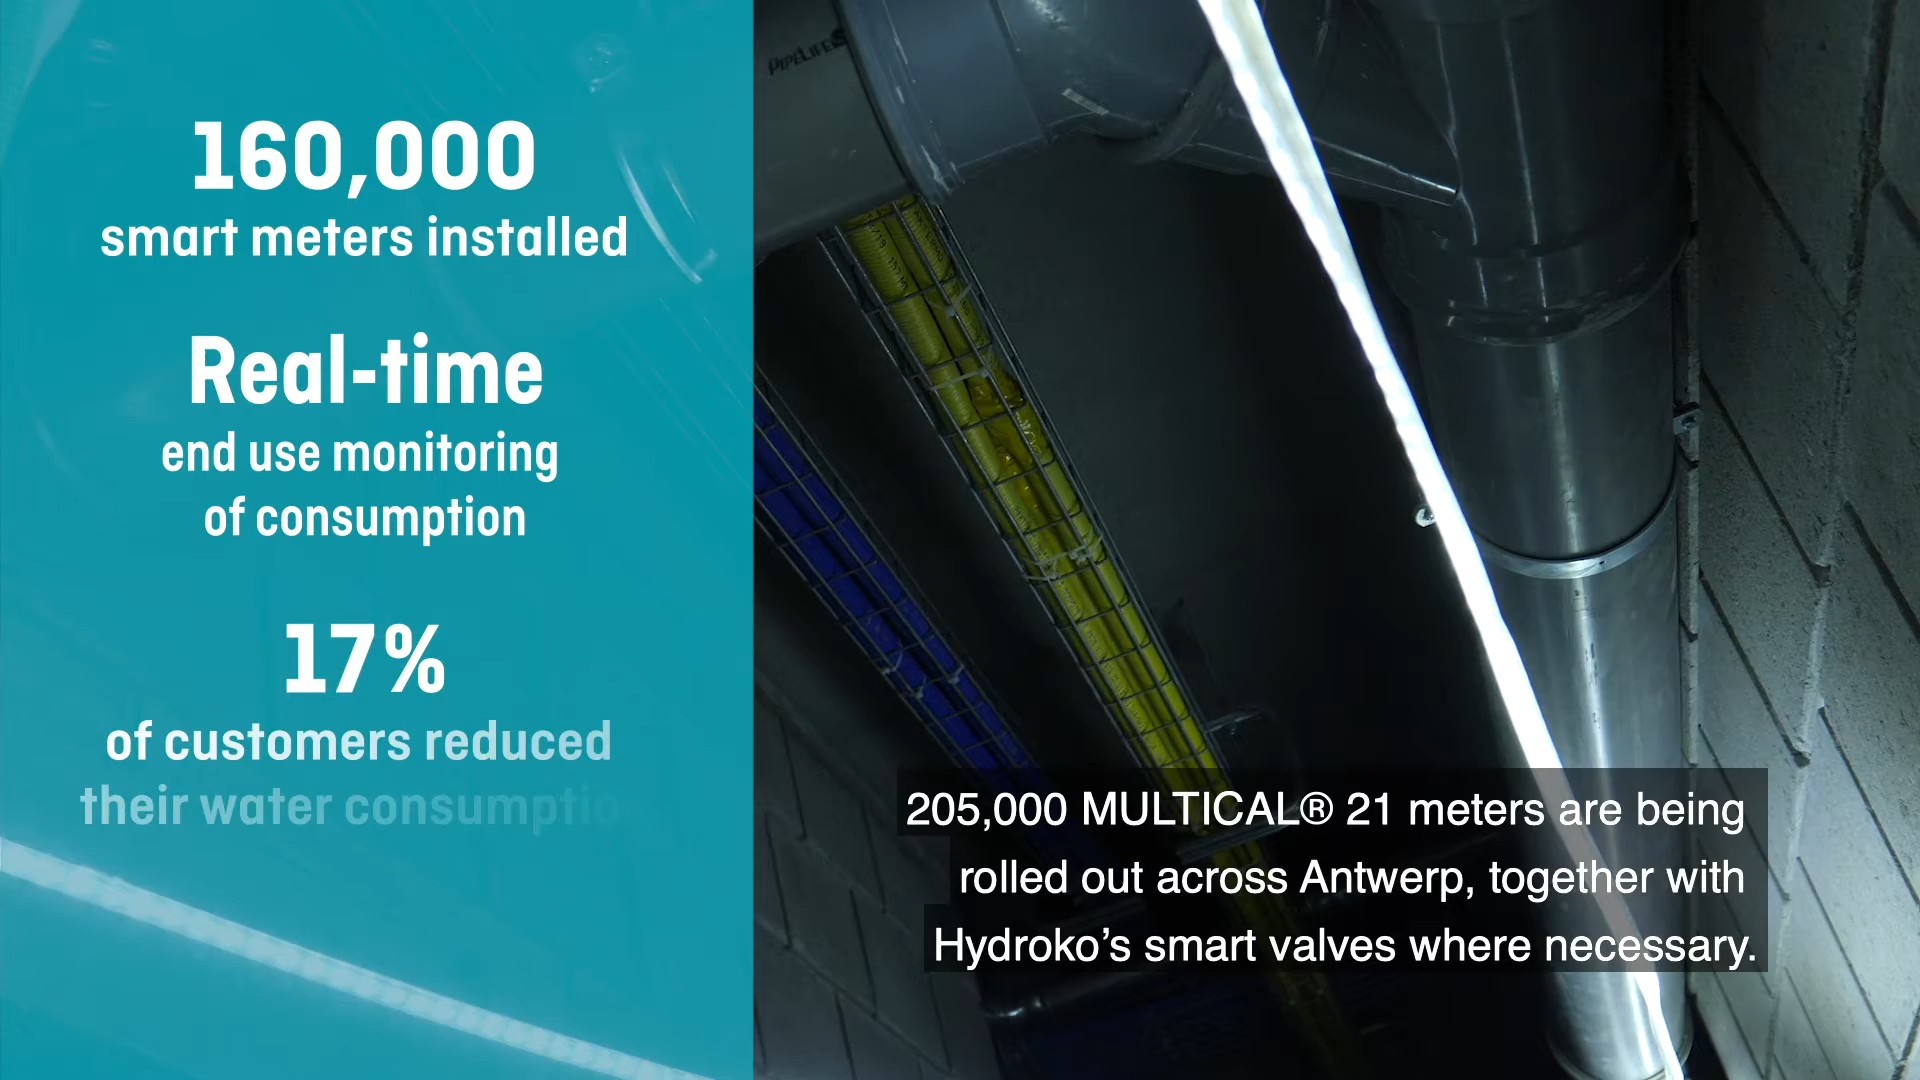 160,000
smart meters installed
Real-time
end use monitoring
of consumption
17%
of customers reduced
their water consumptio
PIPELIFE
205,000 MULTICAL® 21 meters are being
rolled out across Antwerp, together with
Hydroko’s smart valves where necessary.